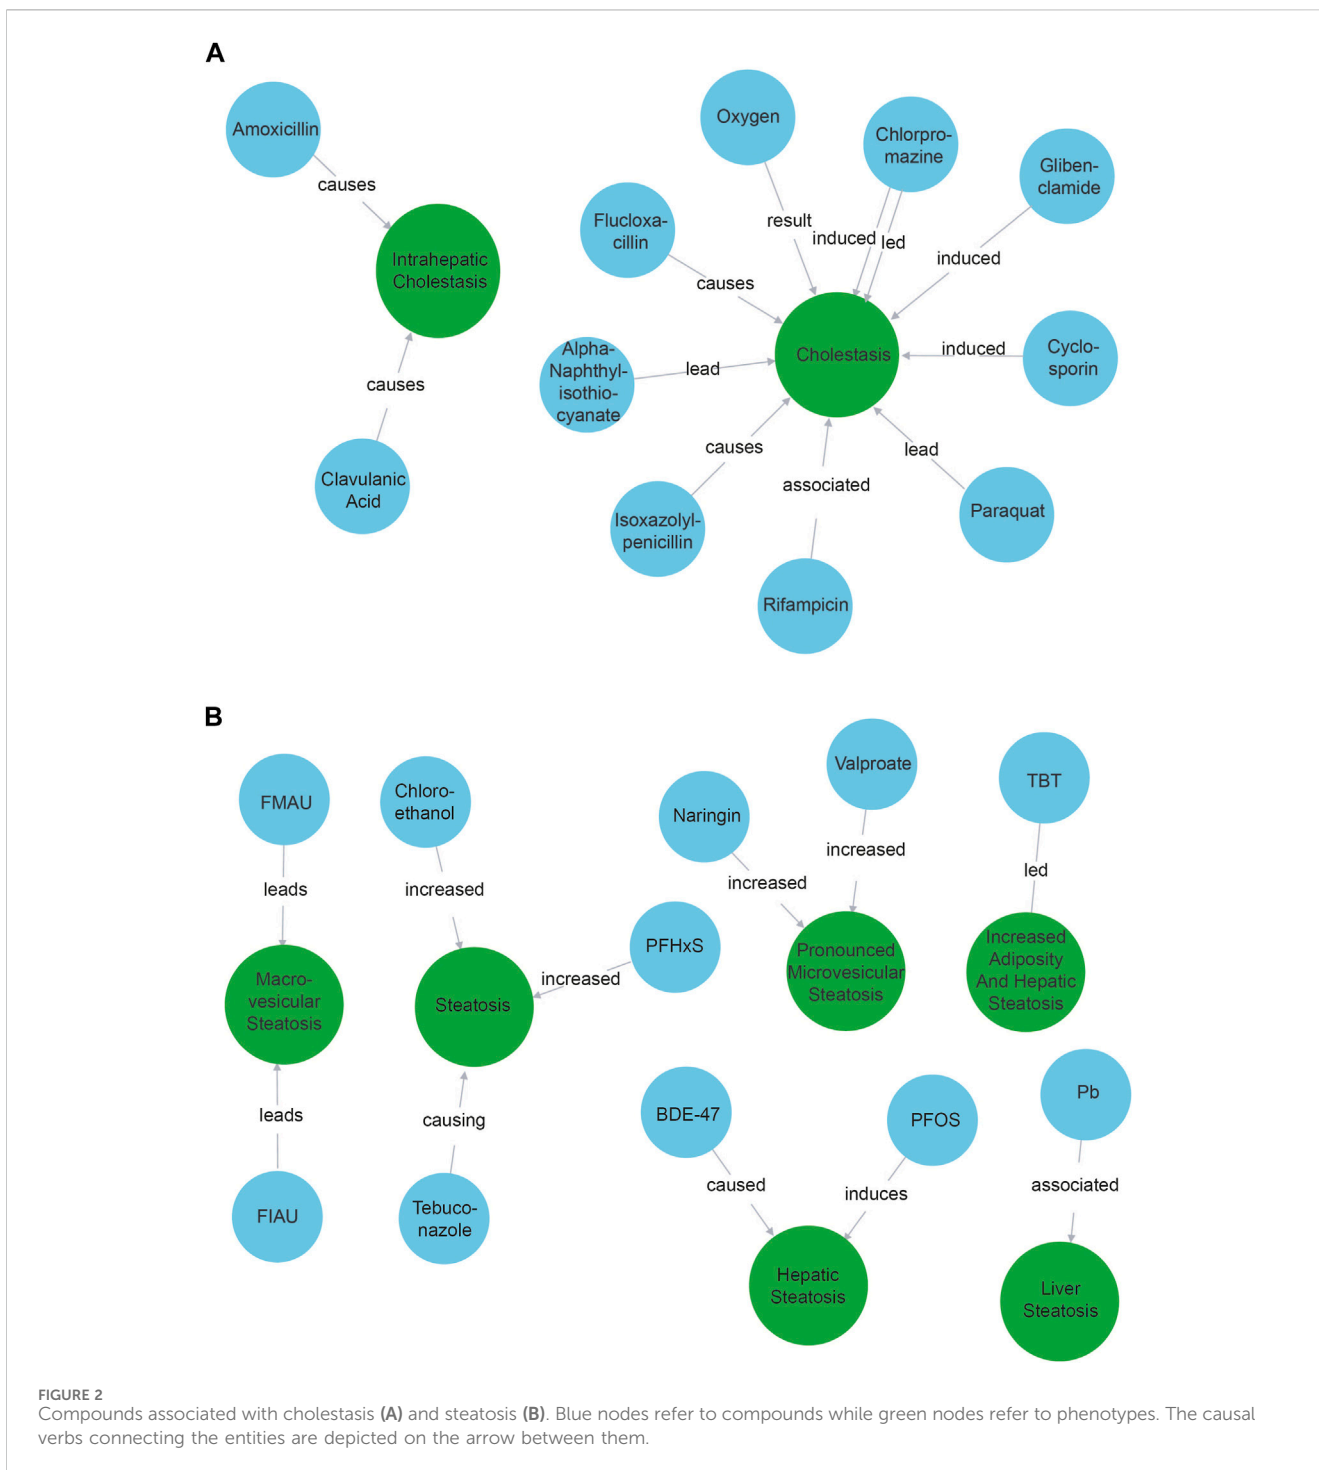 A
Amoxicillin
causes
Intrahepatic
Cholestasis
causes
Clavulanic
Acid
Oxygen
Chlorpro-
mazine
Gliben-
clamide
Flucloxa-
cillin
result
induced
led
induced
causes
Alpha-
Naphthyl-
isothio-
cyanate
lead
Cholestasis
induced
Cyclo-
sporin
causes
associated
lead
Isoxazolyl-
penicillin
Rifampicin
Paraquat
B
FMAU
leads
Macro-
vesicular
Steatosis
leads
FIAU
Chloro-
ethanol
increased
Steatosis
increased
PFHxS
causing
Tebuco-
nazole
Naringin
increased
Valproate
increased
Pronounced
Microvesicular
Steatosis
TBT
led
Increased
Adiposity
And Hepatic
Steatosis
BDE-47
caused
PFOS
induces
Hepatic
Steatosis
Pb
associated
Liver
Steatosis
FIGURE 2
Compounds associated with cholestasis (A) and steatosis (B). Blue nodes refer to compounds while green nodes refer to phenotypes. The causal
verbs connecting the entities are depicted on the arrow between them.